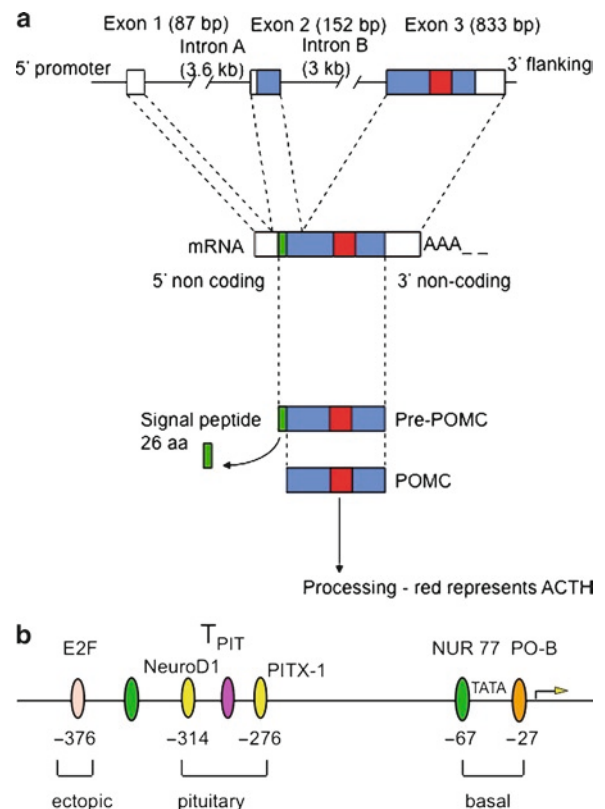 a
Exon 1 (87 bp) Exon 2 (152 bp) Exon 3 (833 bp)
Intron A Intron B
5' promoter (3.6 kb) (3 kb) 3' flanking
mRNA AAA_ _
5' non coding 3' non-coding
Signal peptide
26 aa
Pre-POMC
POMC
Processing - red represents ACTH
b
E2F TPIT NUR 77 PO-B
NeuroD1 PITX-1
TATA
–376 –314 –276 –67 –27
ectopic pituitary basal